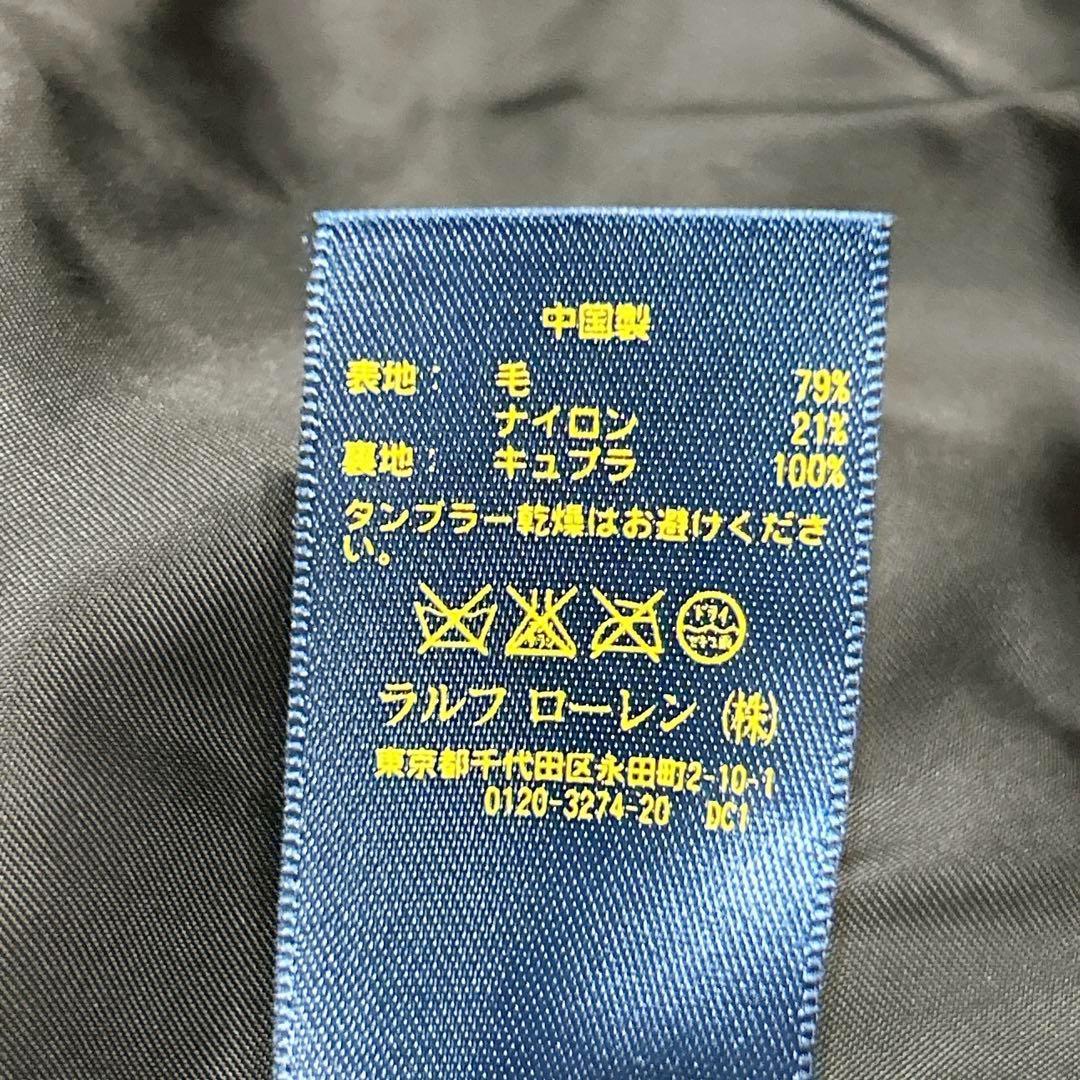 中国製
表地： 毛 79%
ナイロン 21%
裏地： キュプラ 100%
タンブラー乾燥はお避けくださ
い。
ドライ
ラルフ ローレン (株)
東京都千代田区永田町2-10-1
0120-3274-20 DC1